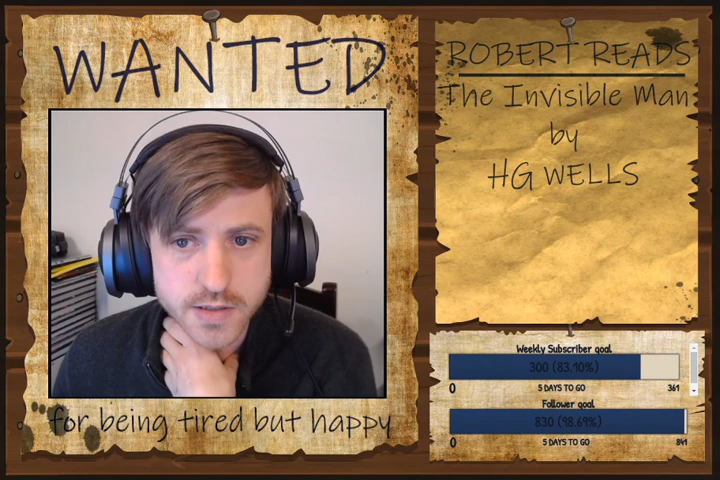 WANTED
for being tired but happy
ROBERT READS
The Invisible Man
by
HG WELLS
Weekly Subscriber goal
300 (83.10%)
0 5 DAYS TO GO 361
Follower goal
830 (98.69%)
0 5 DAYS TO GO 841